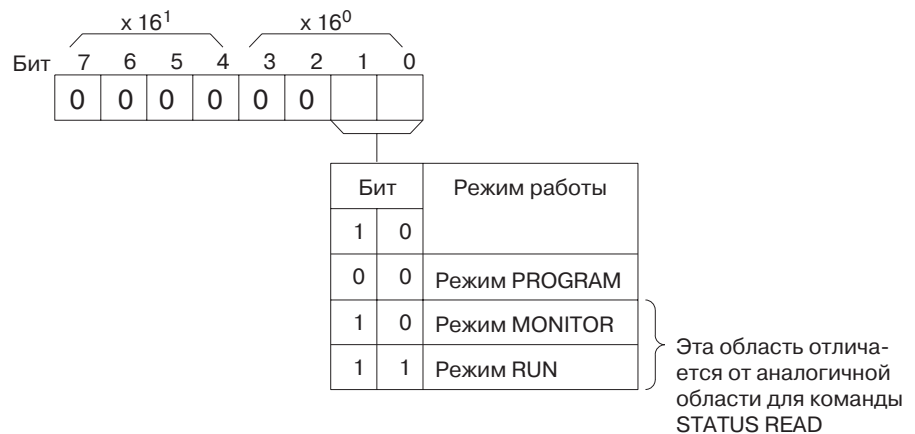 x 16¹ x 16⁰
Бит 7 6 5 4 3 2 1 0
0 0 0 0 0 0
Бит Режим работы
1 0
0 0 Режим PROGRAM
1 0 Режим MONITOR
1 1 Режим RUN
Эта область отлича-
ется от аналогичной
области для команды
STATUS READ